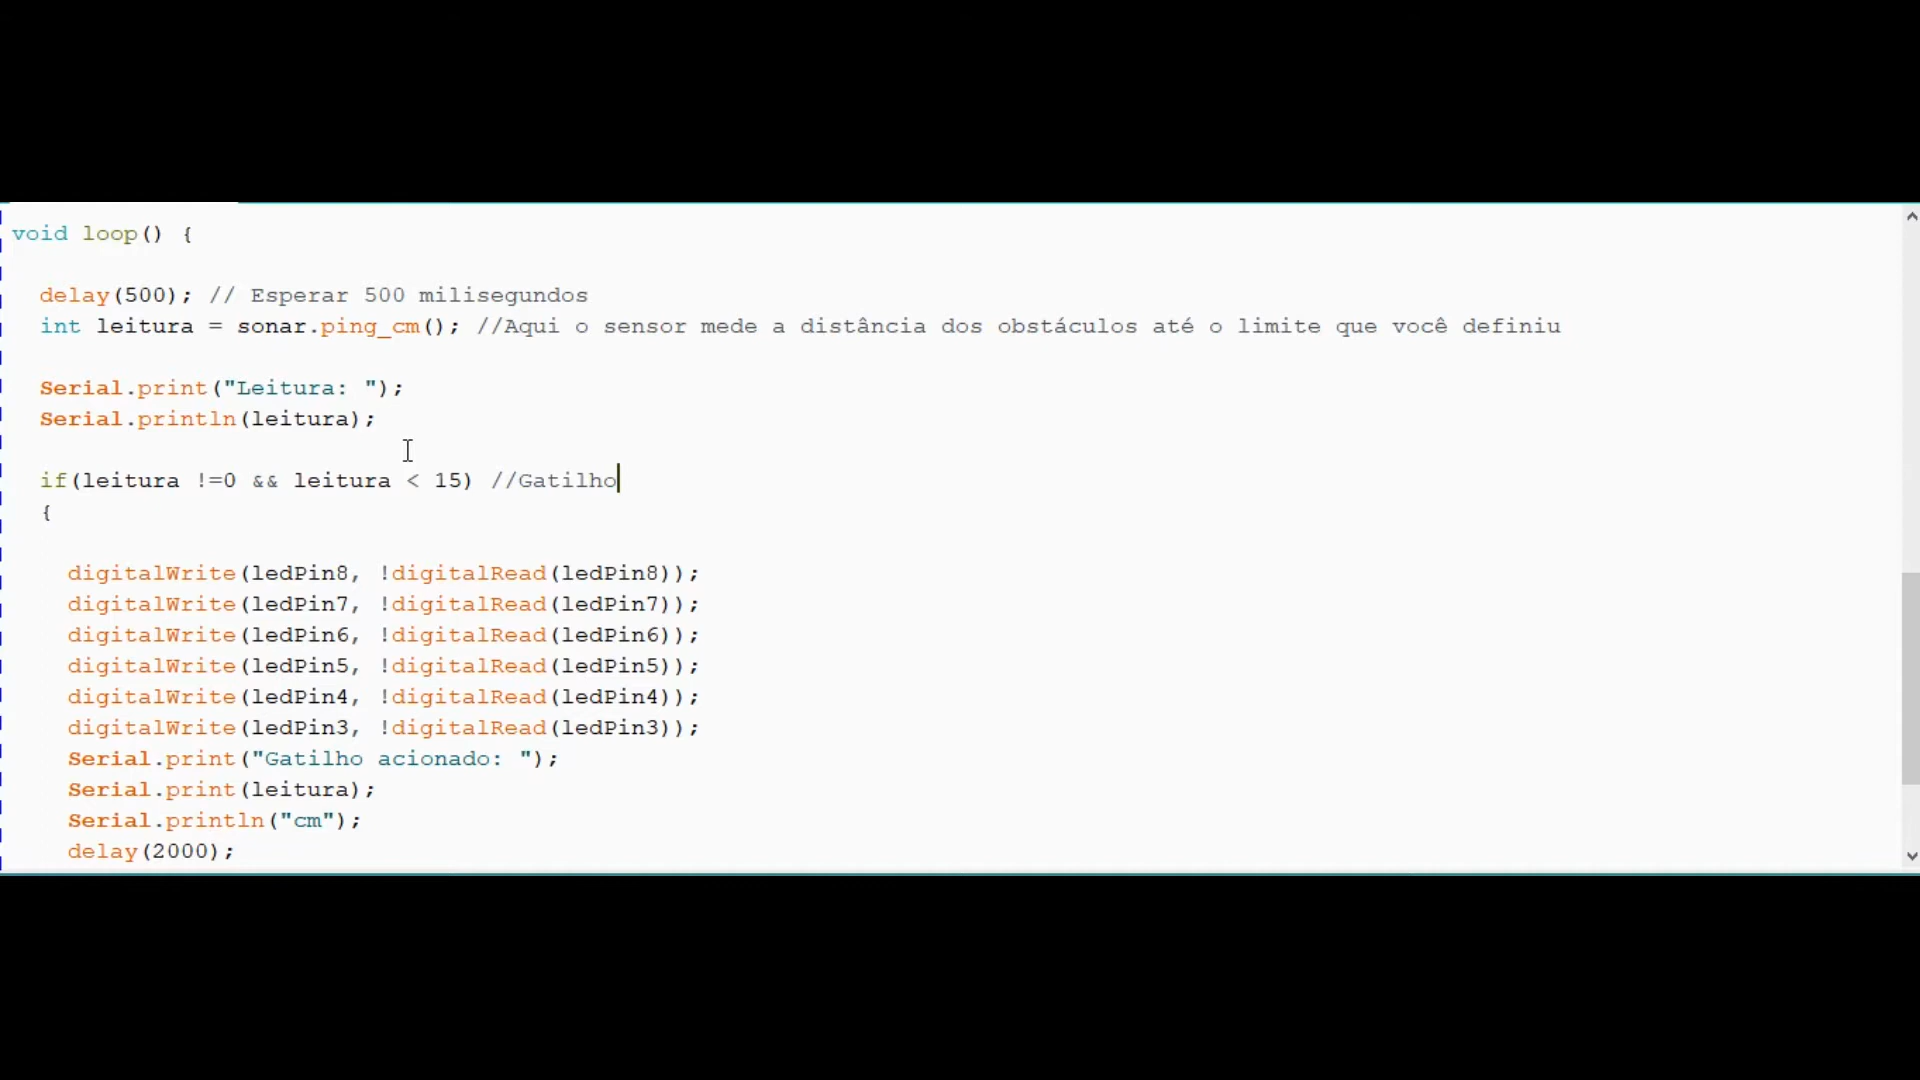 void loop() {
delay(500); // Esperar 500 milisegundos
int leitura = sonar.ping_cm(); //Aqui o sensor mede a distância dos obstáculos até o limite que você definiu
Serial.print("Leitura: ");
Serial.println(leitura);
if(leitura !=0 && leitura < 15) //Gatilho
{
digitalWrite(ledPin8, !digitalRead(ledPin8));
digitalWrite(ledPin7, !digitalRead(ledPin7));
digitalWrite(ledPin6, !digitalRead(ledPin6));
digitalWrite(ledPin5, !digitalRead(ledPin5));
digitalWrite(ledPin4, !digitalRead(ledPin4));
digitalWrite(ledPin3, !digitalRead(ledPin3));
Serial.print("Gatilho acionado: ");
Serial.print(leitura);
Serial.println("cm");
delay(2000);